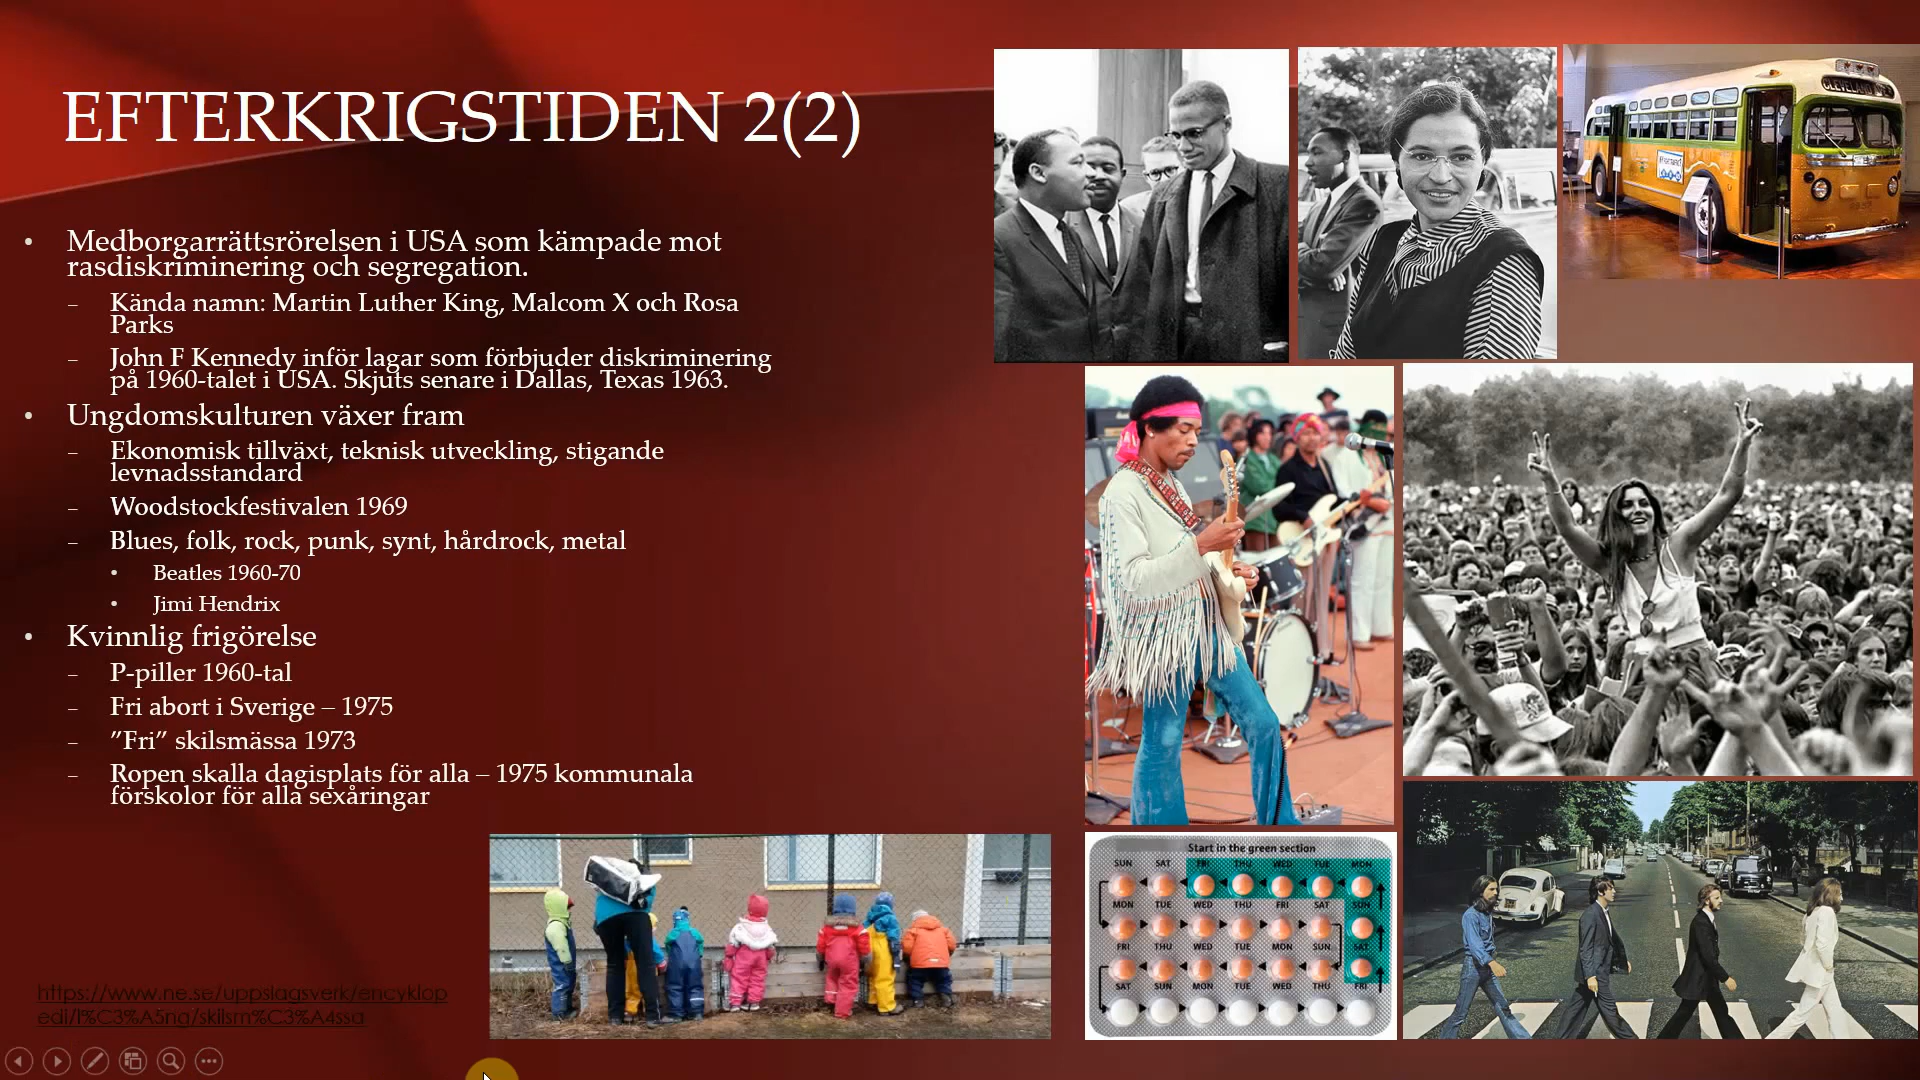 EFTERKRIGSTIDEN 2(2)
• Medborgarrättsrörelsen i USA som kämpade mot
rasdiskriminering och segregation.
– Kända namn: Martin Luther King, Malcom X och Rosa
Parks
– John F Kennedy inför lagar som förbjuder diskriminering
på 1960-talet i USA. Skjuts senare i Dallas, Texas 1963.
• Ungdomskulturen växer fram
– Ekonomisk tillväxt, teknisk utveckling, stigande
levnadsstandard
– Woodstockfestivalen 1969
– Blues, folk, rock, punk, synt, hårdrock, metal
• Beatles 1960-70
• Jimi Hendrix
• Kvinnlig frigörelse
– P-piller 1960-tal
– Fri abort i Sverige – 1975
– ”Fri” skilsmässa 1973
– Ropen skalla dagisplats för alla – 1975 kommunala
förskolor för alla sexåringar
https://www.ne.se/uppslagsverk/encyklop
edi/l%C3%A5ng/skilsm%C3%A4ssa
CLEVELAND
Start in the green section
SUN SAT FRI THU WED TUE MON
MON TUE WED THU FRI SAT SUN
FRI THU WED TUE MON SUN SAT
SAT SUN MON TUE WED THU FRI